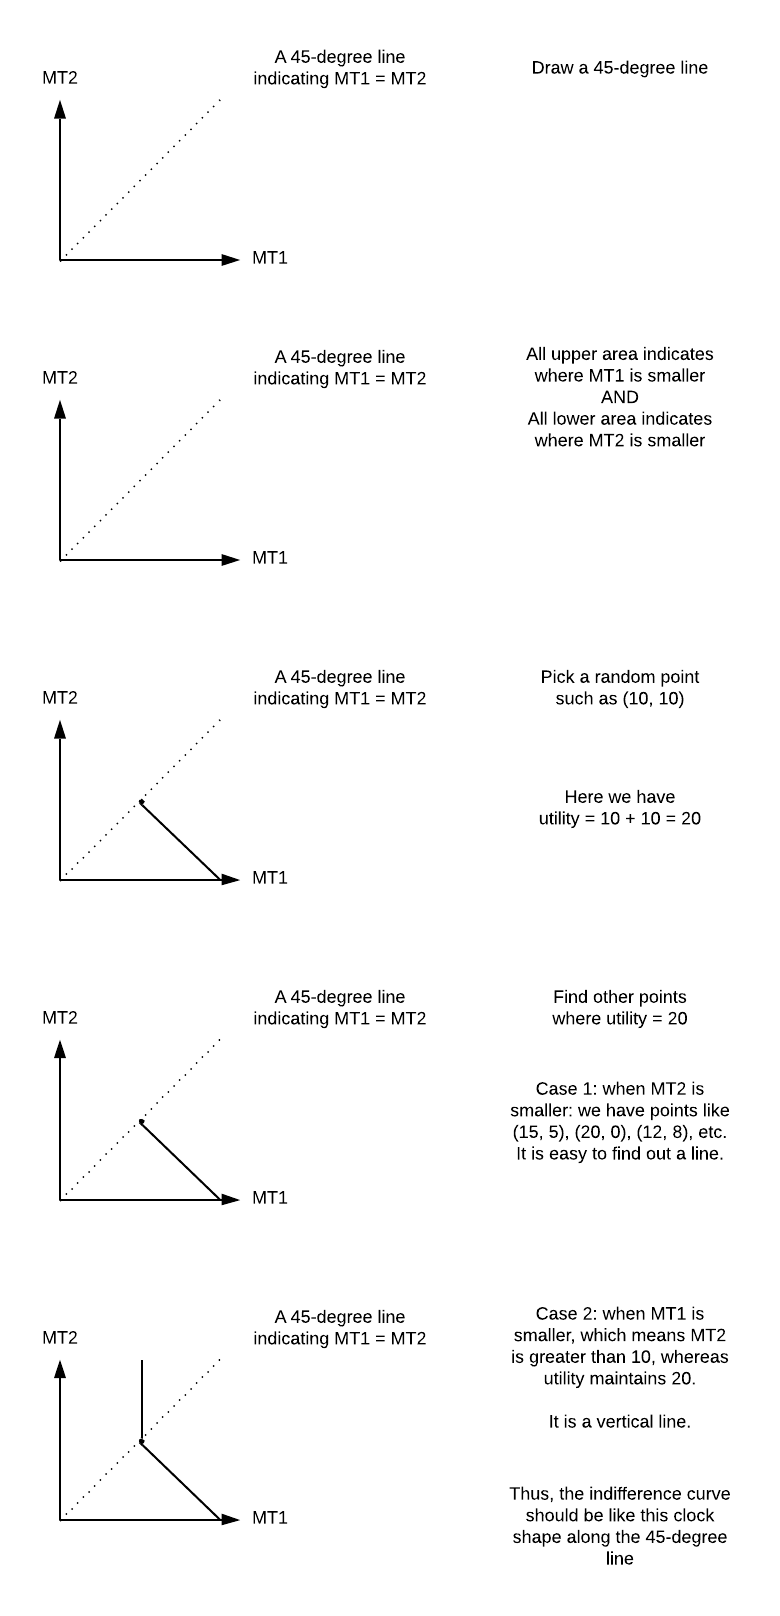 MT2
A 45-degree line
indicating MT1 = MT2
Draw a 45-degree line
MT1
MT2
A 45-degree line
indicating MT1 = MT2
All upper area indicates
where MT1 is smaller
AND
All lower area indicates
where MT2 is smaller
MT1
MT2
A 45-degree line
indicating MT1 = MT2
Pick a random point
such as (10, 10)
Here we have
utility = 10 + 10 = 20
MT1
MT2
A 45-degree line
indicating MT1 = MT2
Find other points
where utility = 20
Case 1: when MT2 is
smaller: we have points like
(15, 5), (20, 0), (12, 8), etc.
It is easy to find out a line.
MT1
MT2
A 45-degree line
indicating MT1 = MT2
Case 2: when MT1 is
smaller, which means MT2
is greater than 10, whereas
utility maintains 20.
It is a vertical line.
MT1
Thus, the indifference curve
should be like this clock
shape along the 45-degree
line